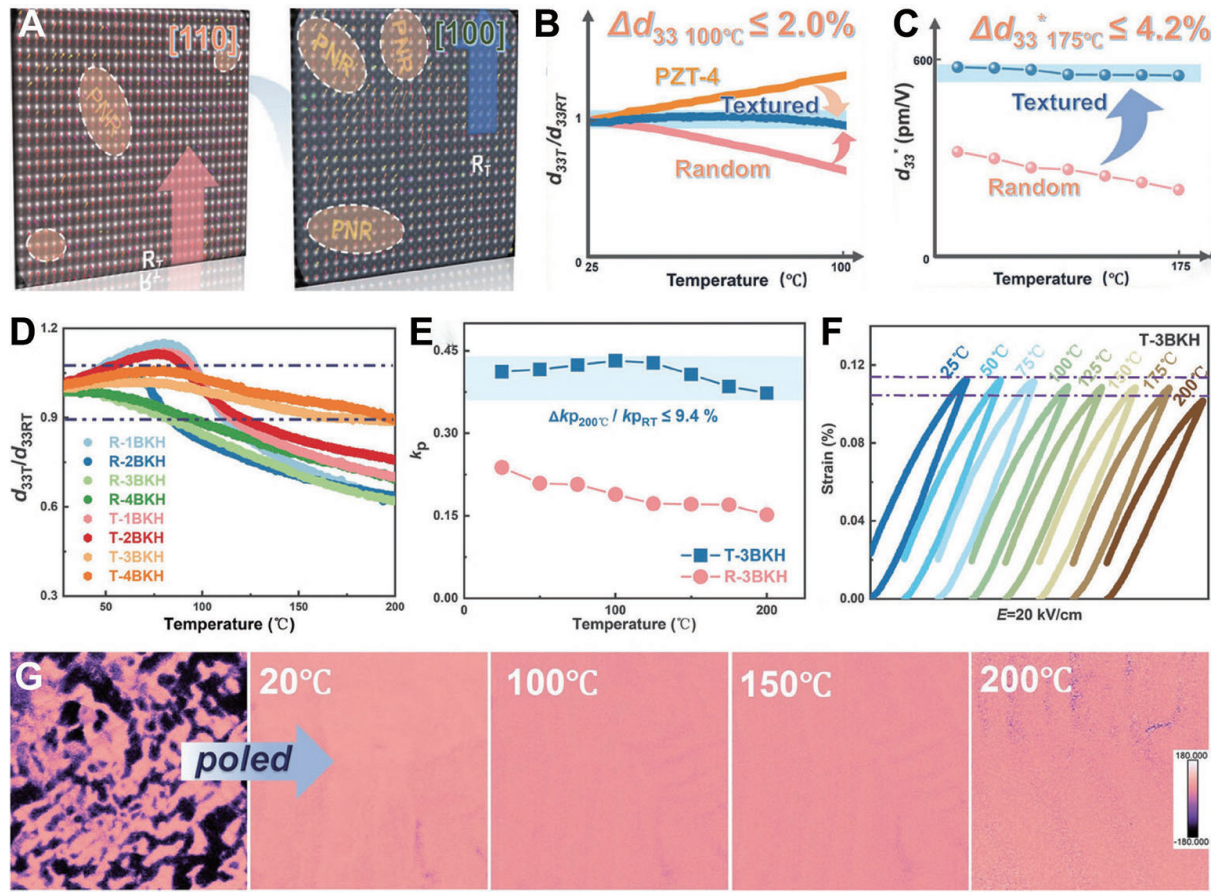 A
[110]
PNR
R_T
R_T
PNR
PNR
[100]
R_T
PNR
B
Δd33 100℃ ≤ 2.0%
PZT-4
Textured
Random
d33T/d33RT
1
0
25
100
Temperature (℃)
C
Δd33* 175℃ ≤ 4.2%
600
Textured
Random
d33* (pm/V)
0
175
Temperature (℃)
D
1.2
0.9
0.6
0.3
d33T/d33RT
R-1BKH
R-2BKH
R-3BKH
R-4BKH
T-1BKH
T-2BKH
T-3BKH
T-4BKH
50
100
150
200
Temperature (℃)
E
0.45
0.30
0.15
0.00
kp
Δkp200℃ / kpRT ≤ 9.4 %
T-3BKH
R-3BKH
0
50
100
150
200
Temperature (℃)
F
T-3BKH
25℃
50℃
75℃
100℃
125℃
150℃
175℃
200℃
0.12
0.08
0.04
0.00
Strain (%)
E=20 kV/cm
G
poled
20℃
100℃
150℃
200℃
180.000
-180.000